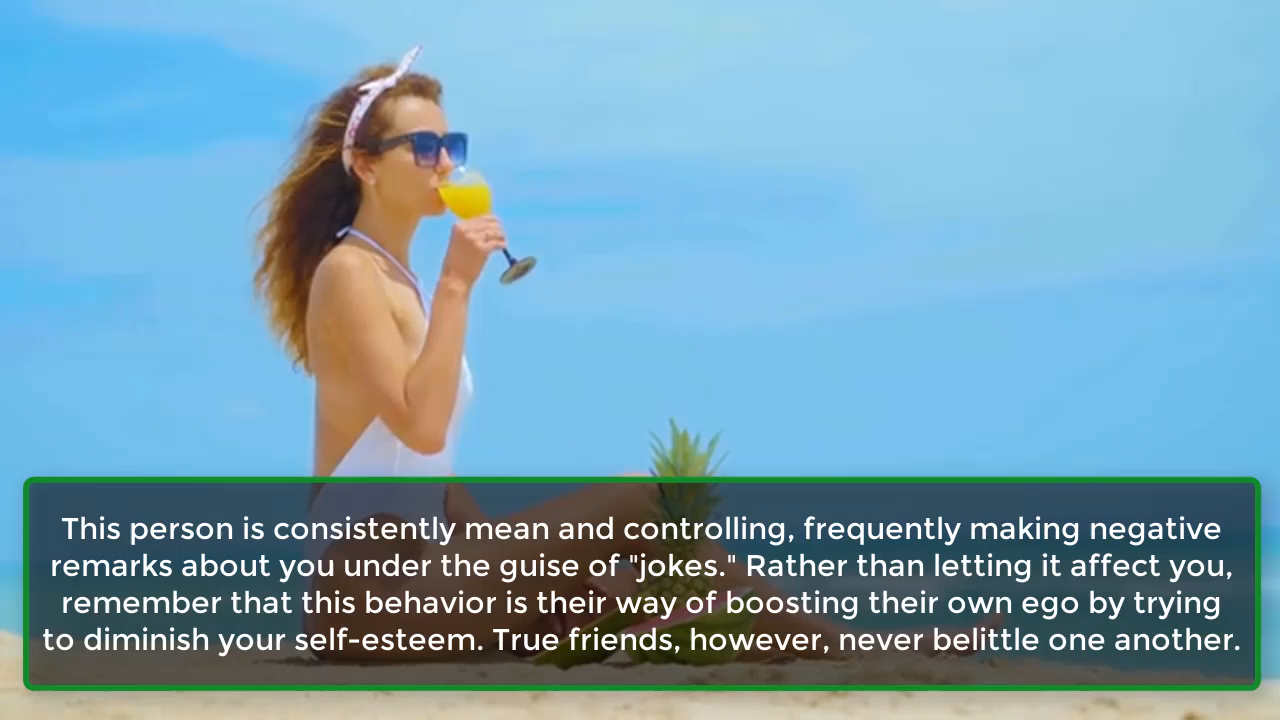 This person is consistently mean and controlling, frequently making negative
remarks about you under the guise of "jokes." Rather than letting it affect you,
remember that this behavior is their way of boosting their own ego by trying
to diminish your self-esteem. True friends, however, never belittle one another.